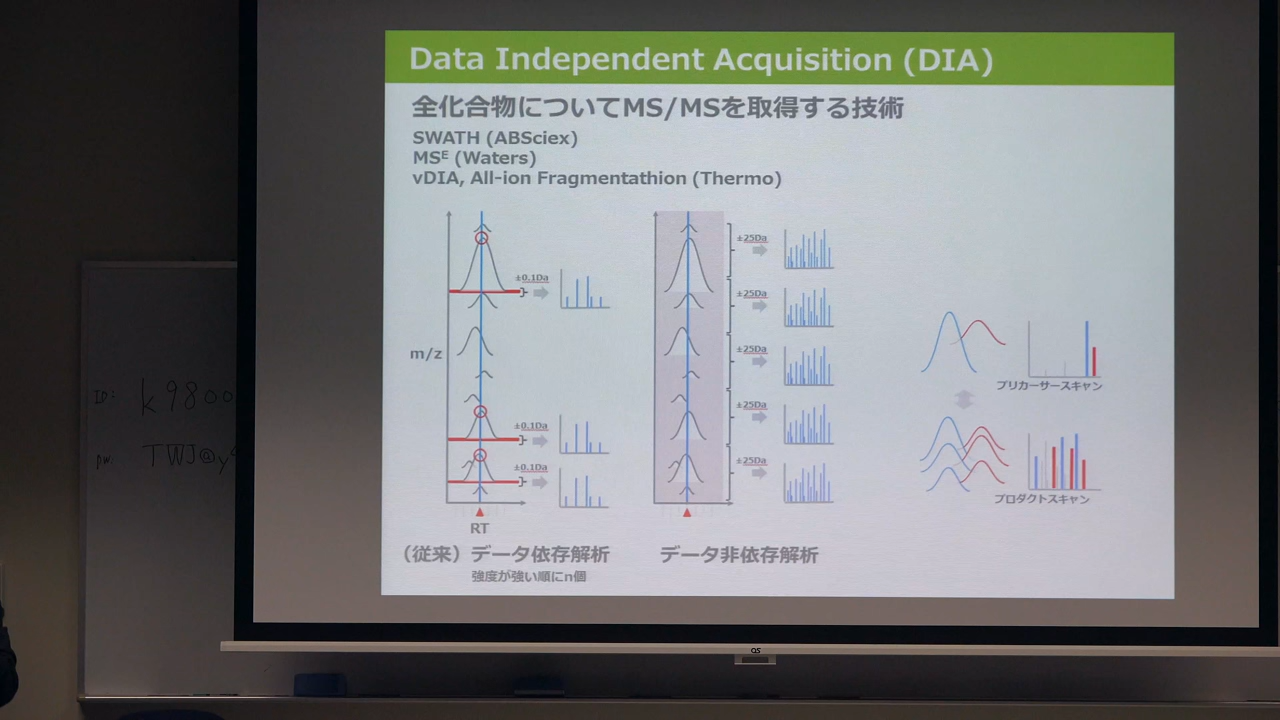 Data Independent Acquisition (DIA)
全化合物についてMS/MSを取得する技術
SWATH (ABSciex)
MSᴱ (Waters)
vDIA, All-ion Fragmentathion (Thermo)
±0.1Da
±0.1Da
±0.1Da
m/z
RT
（従来）データ依存解析
強度が強い順にn個
±25Da
±25Da
±25Da
±25Da
±25Da
データ非依存解析
プリカーサースキャン
プロダクトスキャン
ID: k9800
PW: TWJ@y
OS